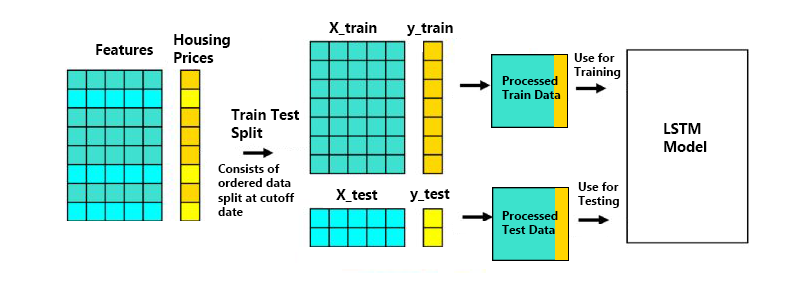 Features
Housing
Prices
Train Test
Split
Consists of
ordered data
split at cutoff
date
X_train
y_train
X_test
y_test
Processed
Train Data
Use for
Training
Processed
Test Data
Use for
Testing
LSTM
Model